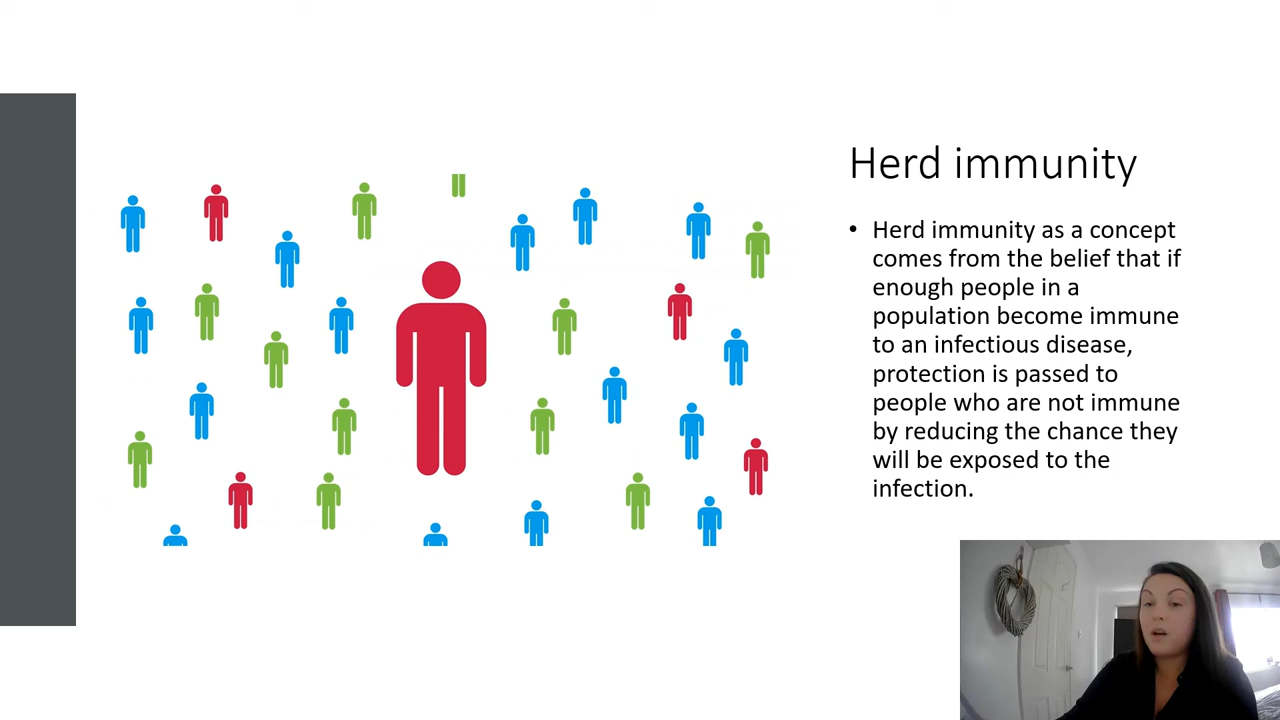 Herd immunity
• Herd immunity as a concept
comes from the belief that if
enough people in a
population become immune
to an infectious disease,
protection is passed to
people who are not immune
by reducing the chance they
will be exposed to the
infection.